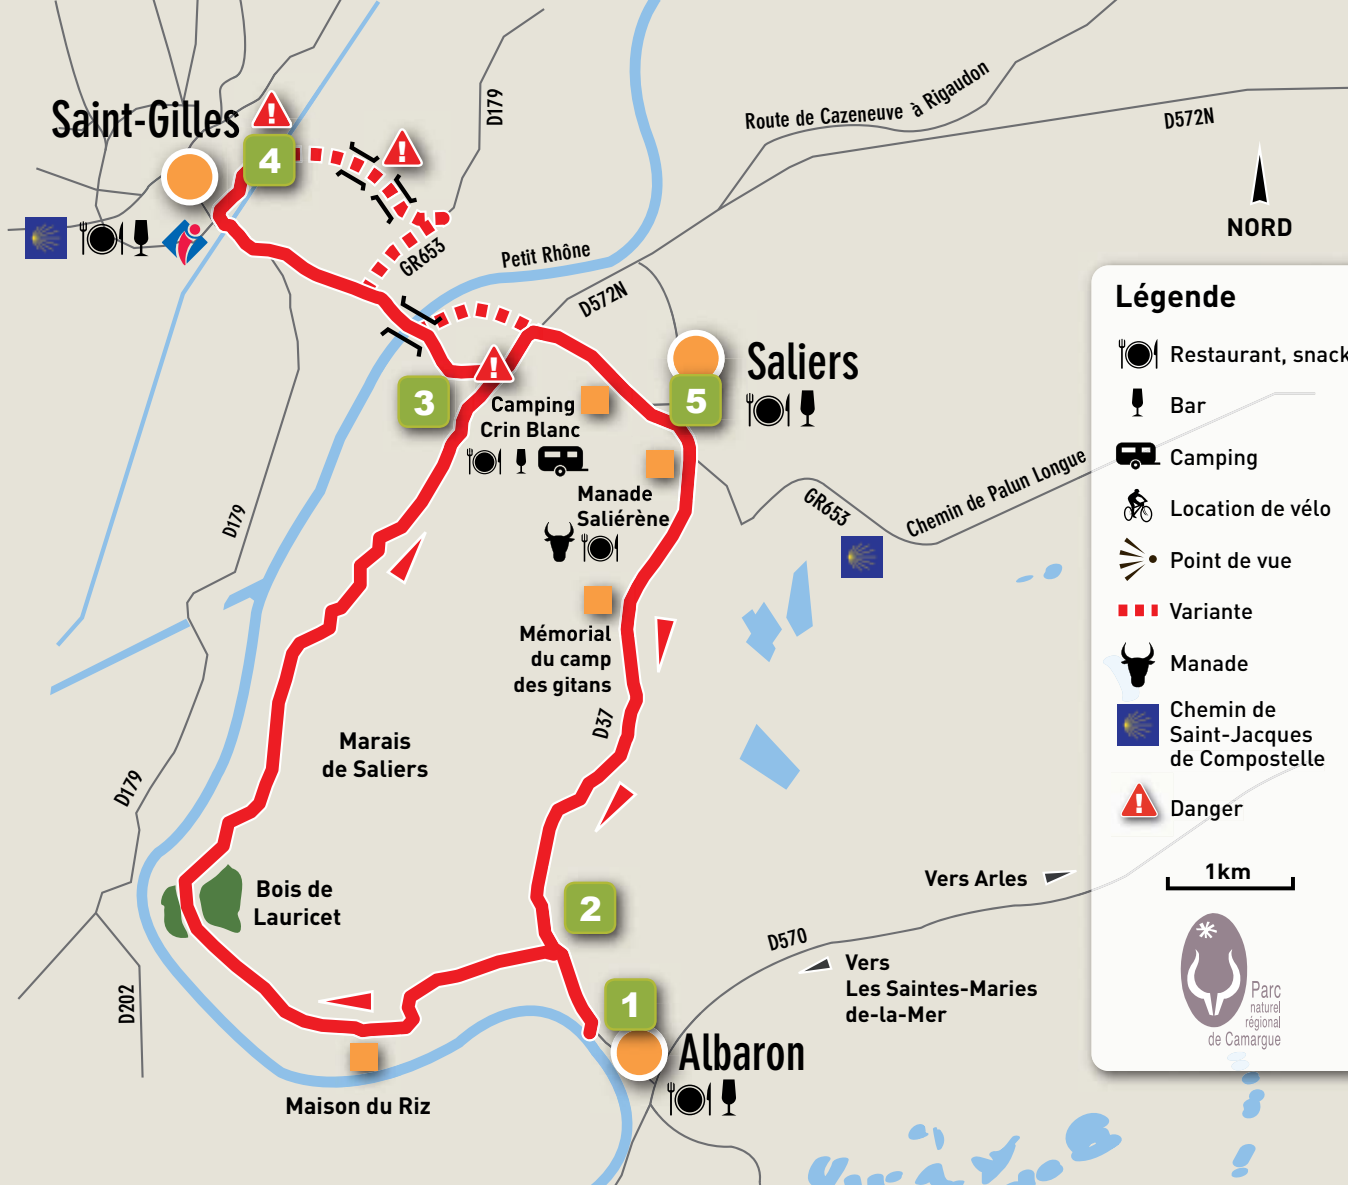 Saint-Gilles
4
D179
Route de Cazeneuve à Rigaudon
D572N
NORD
GR653
Petit Rhône
D572N
Saliers
3
5
Camping
Crin Blanc
Manade
Saliérène
GR653
Chemin de Palun Longue
D179
Mémorial
du camp
des gitans
D37
Marais
de Saliers
D179
Bois de
Lauricet
2
Vers Arles
D570
Vers
Les Saintes-Maries
de-la-Mer
D202
1
Albaron
Maison du Riz
Légende
Restaurant, snack
Bar
Camping
Location de vélo
Point de vue
Variante
Manade
Chemin de
Saint-Jacques
de Compostelle
Danger
1km
Parc
naturel
régional
de Camargue